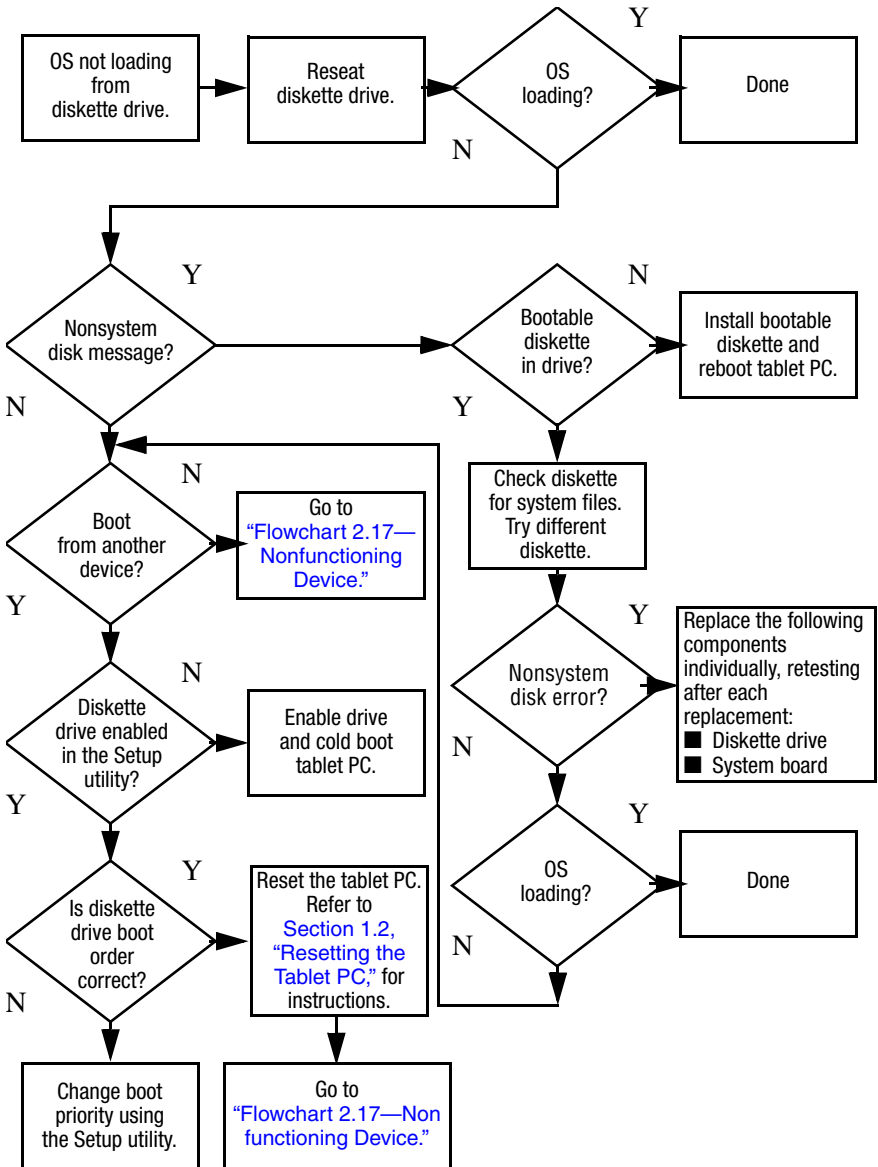 OS not loading
from
diskette drive.
Reseat
diskette drive.
OS
loading?
Y
Done
N
Nonsystem
disk message?
Y
N
Bootable
diskette
in drive?
N
Install bootable
diskette and
reboot tablet PC.
Y
Check diskette
for system files.
Try different
diskette.
Boot
from another
device?
N
Go to
“Flowchart 2.17—
Nonfunctioning
Device.”
Y
Nonsystem
disk error?
Y
Replace the following
components
individually, retesting
after each
replacement:
■ Diskette drive
■ System board
N
Diskette
drive enabled
in the Setup
utility?
N
Enable drive
and cold boot
tablet PC.
Y
OS
loading?
Y
Done
N
Is diskette
drive boot
order
correct?
Y
Reset the tablet PC.
Refer to
Section 1.2,
“Resetting the
Tablet PC,” for
instructions.
N
Change boot
priority using
the Setup utility.
Go to
“Flowchart 2.17—Non
functioning Device.”